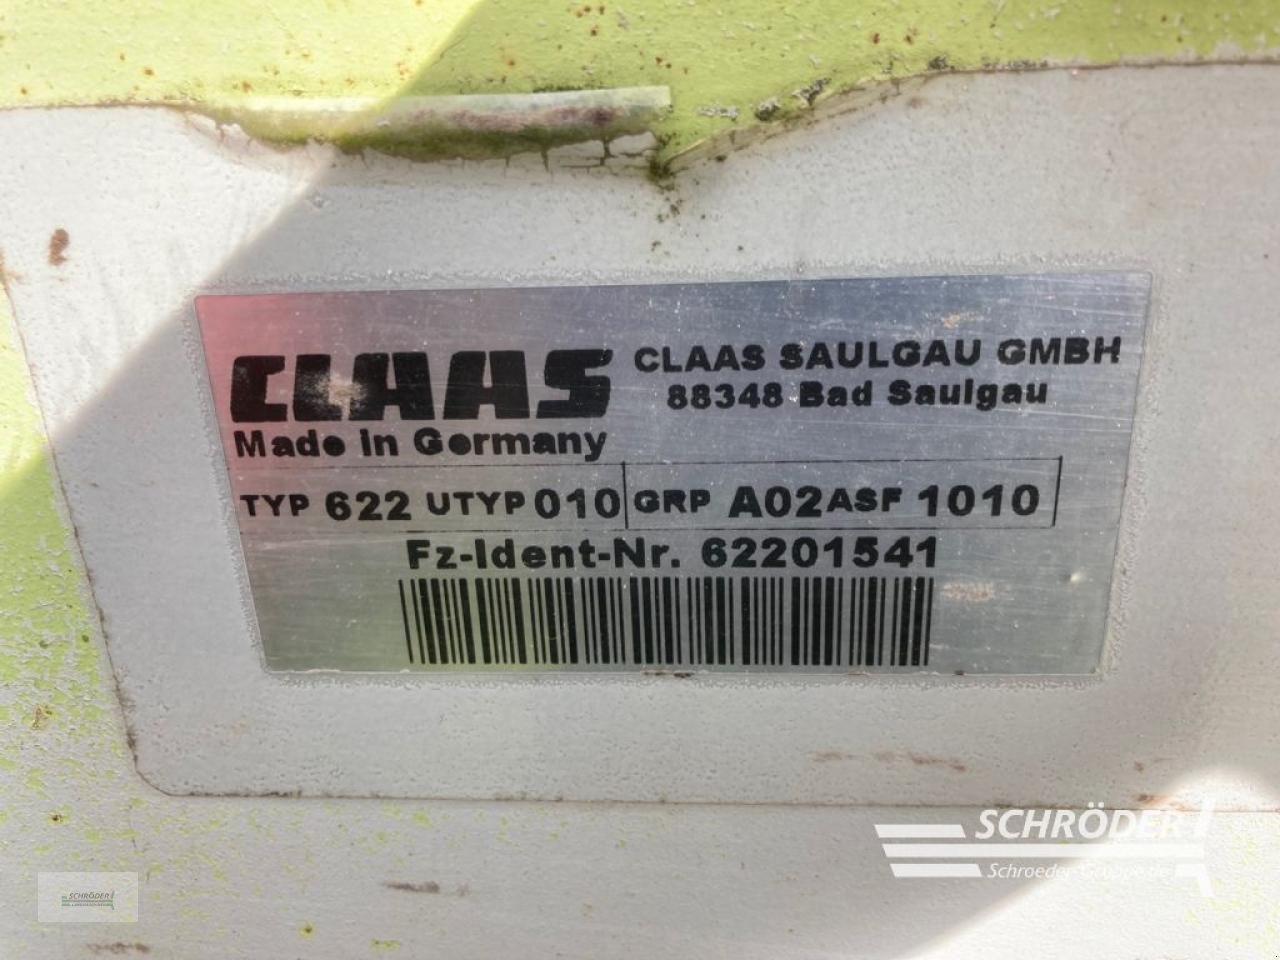 CLAAS
Made in Germany
CLAAS SAULGAU GMBH
88348 Bad Saulgau
TYP 622 UTYP 010 GRP A02 ASF 1010
Fz-Ident-Nr. 62201541
SCHRÖDER
Schroeder-Gruppe.de
SCHRÖDER